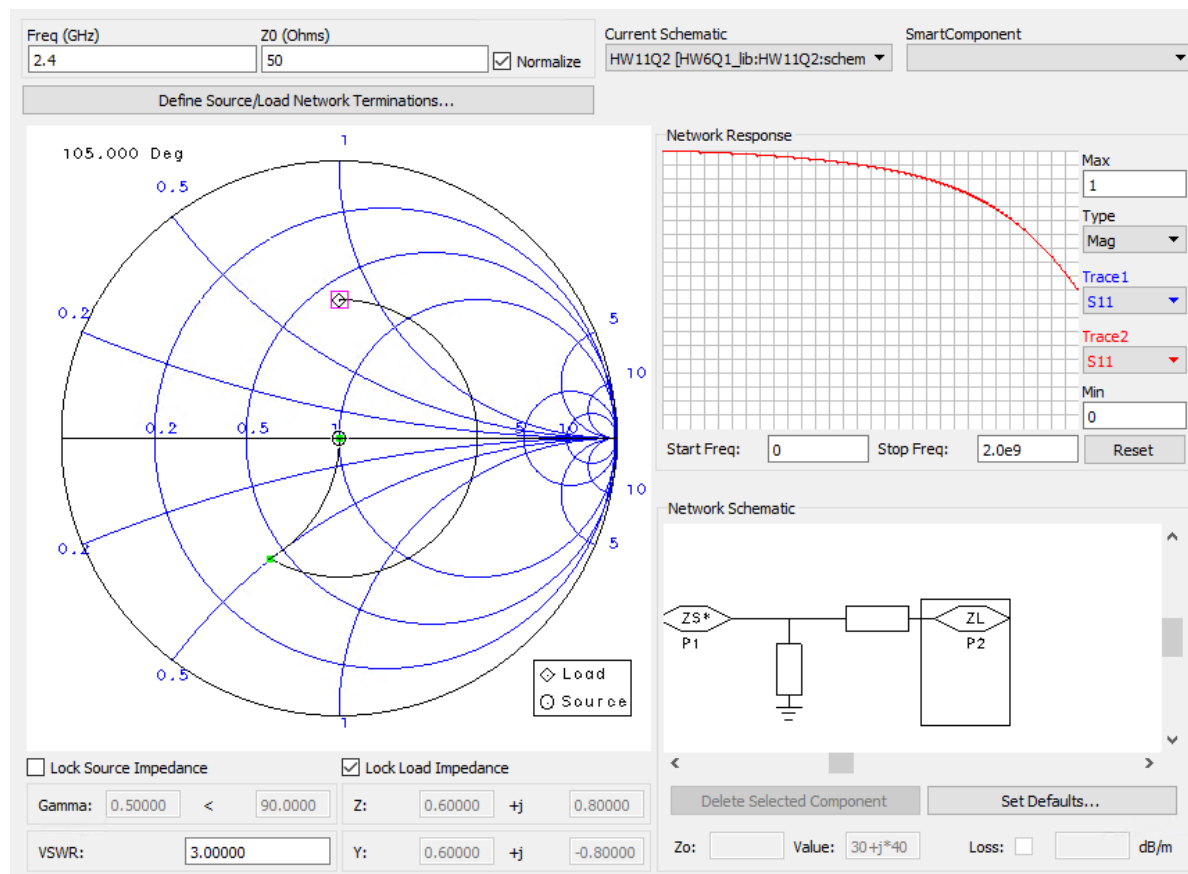 Freq (GHz)
Z0 (Ohms)
Current Schematic
SmartComponent
2.4
50
Normalize
HW11Q2 [HW6Q1_lib:HW11Q2:schem
Define Source/Load Network Terminations...
105.000 Deg
1
0.5
0.2
5
10
0.2 0.5 1 5 10
10
5
0.2
0.5
1
Load
Source
Network Response
Max
1
Type
Mag
Trace1
S11
Trace2
S11
Min
0
Start Freq:
0
Stop Freq:
2.0e9
Reset
Network Schematic
ZS*
P1
ZL
P2
Lock Source Impedance
Lock Load Impedance
Gamma: 0.50000 < 90.0000
Z: 0.60000 +j 0.80000
VSWR: 3.00000
Y: 0.60000 +j -0.80000
Delete Selected Component
Set Defaults...
Zo:
Value: 30+j*40
Loss:
dB/m